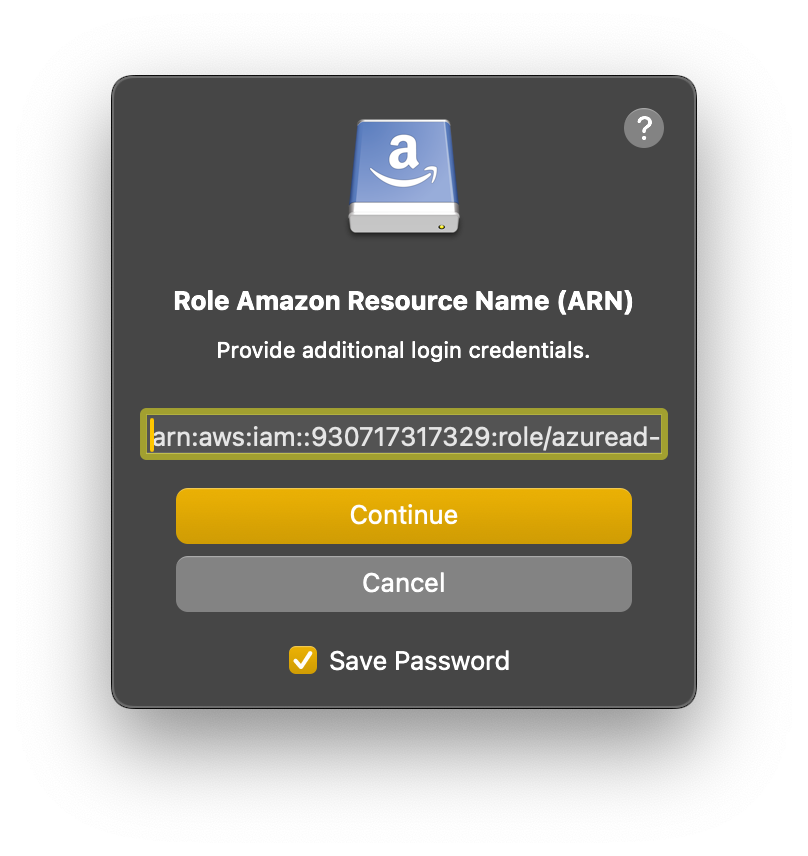 ?
a
Role Amazon Resource Name (ARN)
Provide additional login credentials.
arn:aws:iam::930717317329:role/azuread-
Continue
Cancel
Save Password